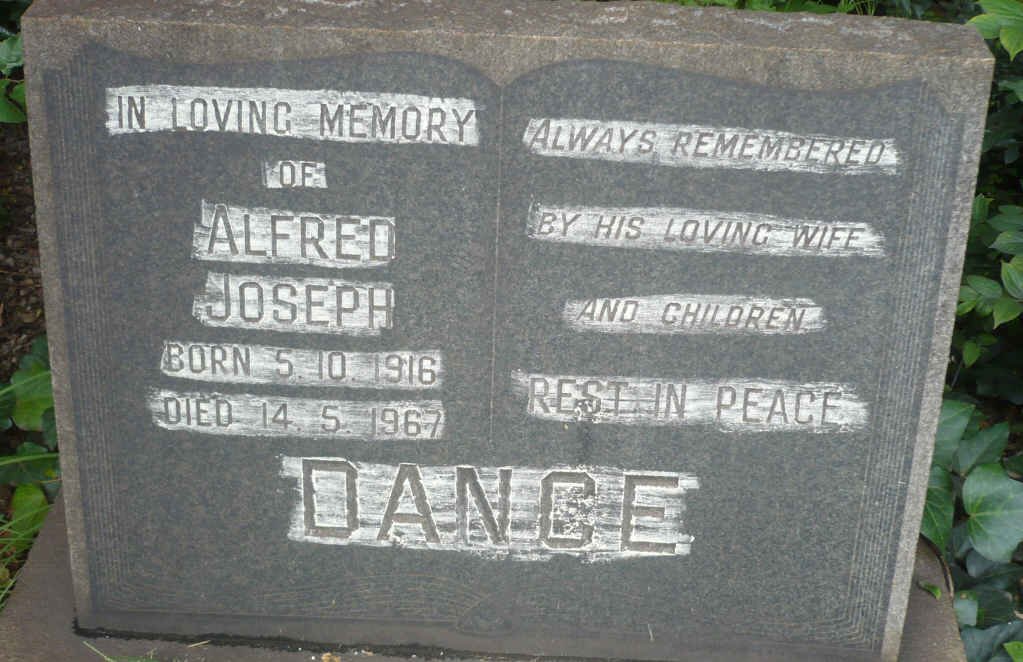 IN LOVING MEMORY
OF
ALFRED
JOSEPH
BORN 5.10.1916
DIED 14.5.1967
ALWAYS REMEMBERED
BY HIS LOVING WIFE
AND CHILDREN
REST IN PEACE
DANCE